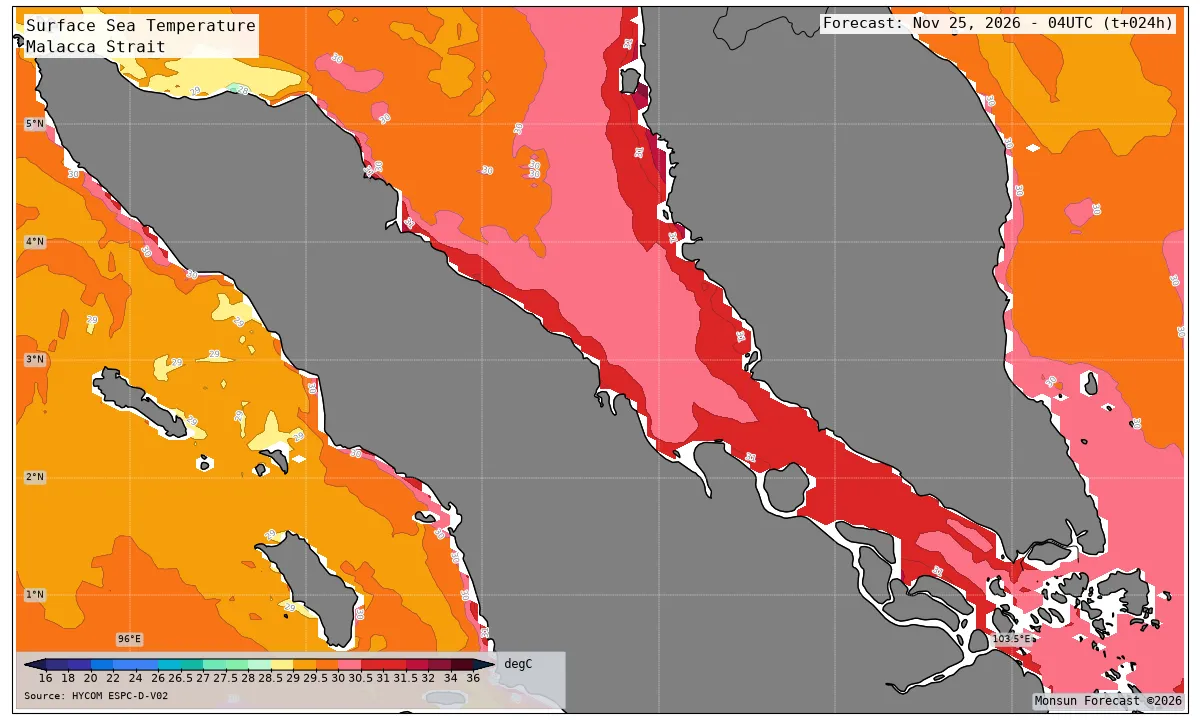 Surface Sea Temperature
Malacca Strait
Forecast: Nov 25, 2026 - 04UTC (t+024h)
5°N
4°N
3°N
2°N
1°N
96°E
103.5°E
degC
16 18 20 22 24 26 26.5 27 27.5 28 28.5 29 29.5 30 30.5 31 31.5 32 34 36
Source: HYCOM ESPC-D-V02
Monsun Forecast ©2026